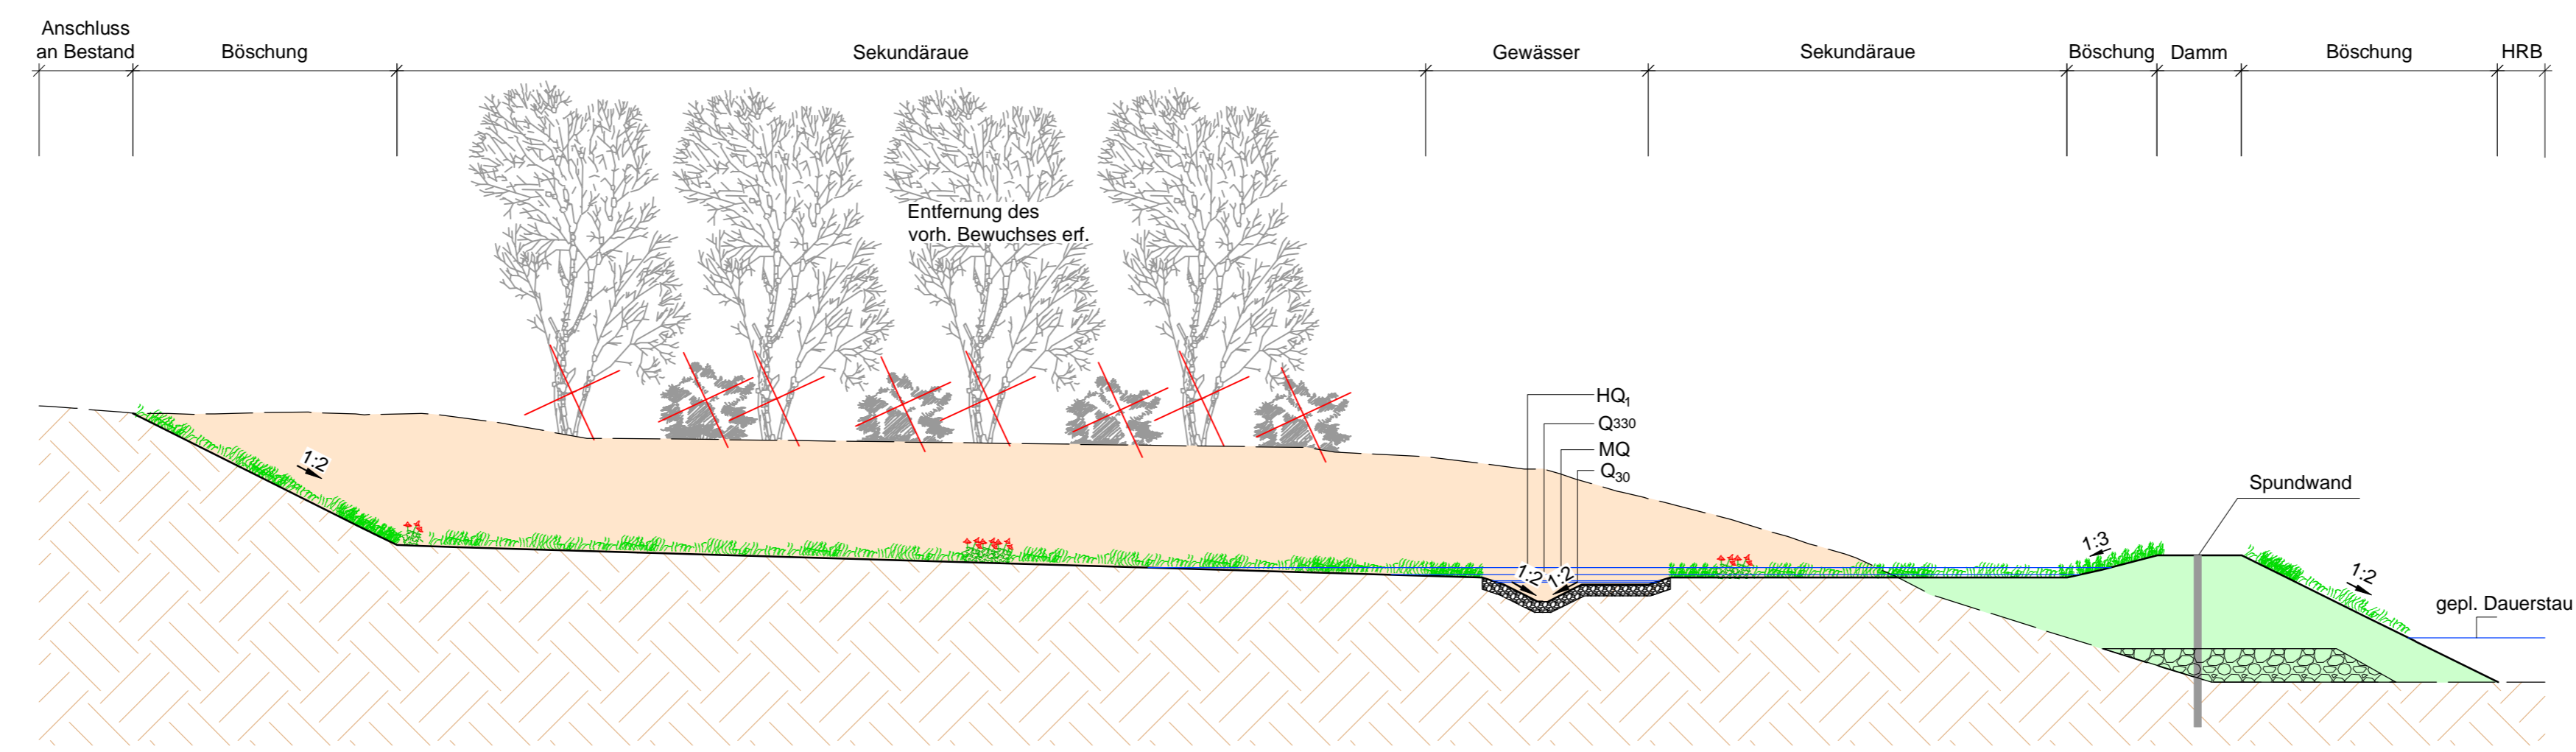 Anschluss
an Bestand
Böschung
Sekundäraue
Gewässer
Sekundäraue
Böschung
Damm
Böschung
HRB
Entfernung des
vorh. Bewuchses erf.
HQ1
Q330
MQ
Q30
Spundwand
1:2
1:3
1:2
1:2
1:2
gepl. Dauerstau